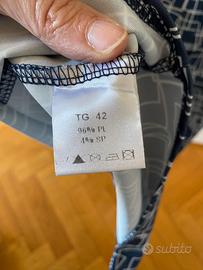 TG 42
96% PL
4% SP
subito